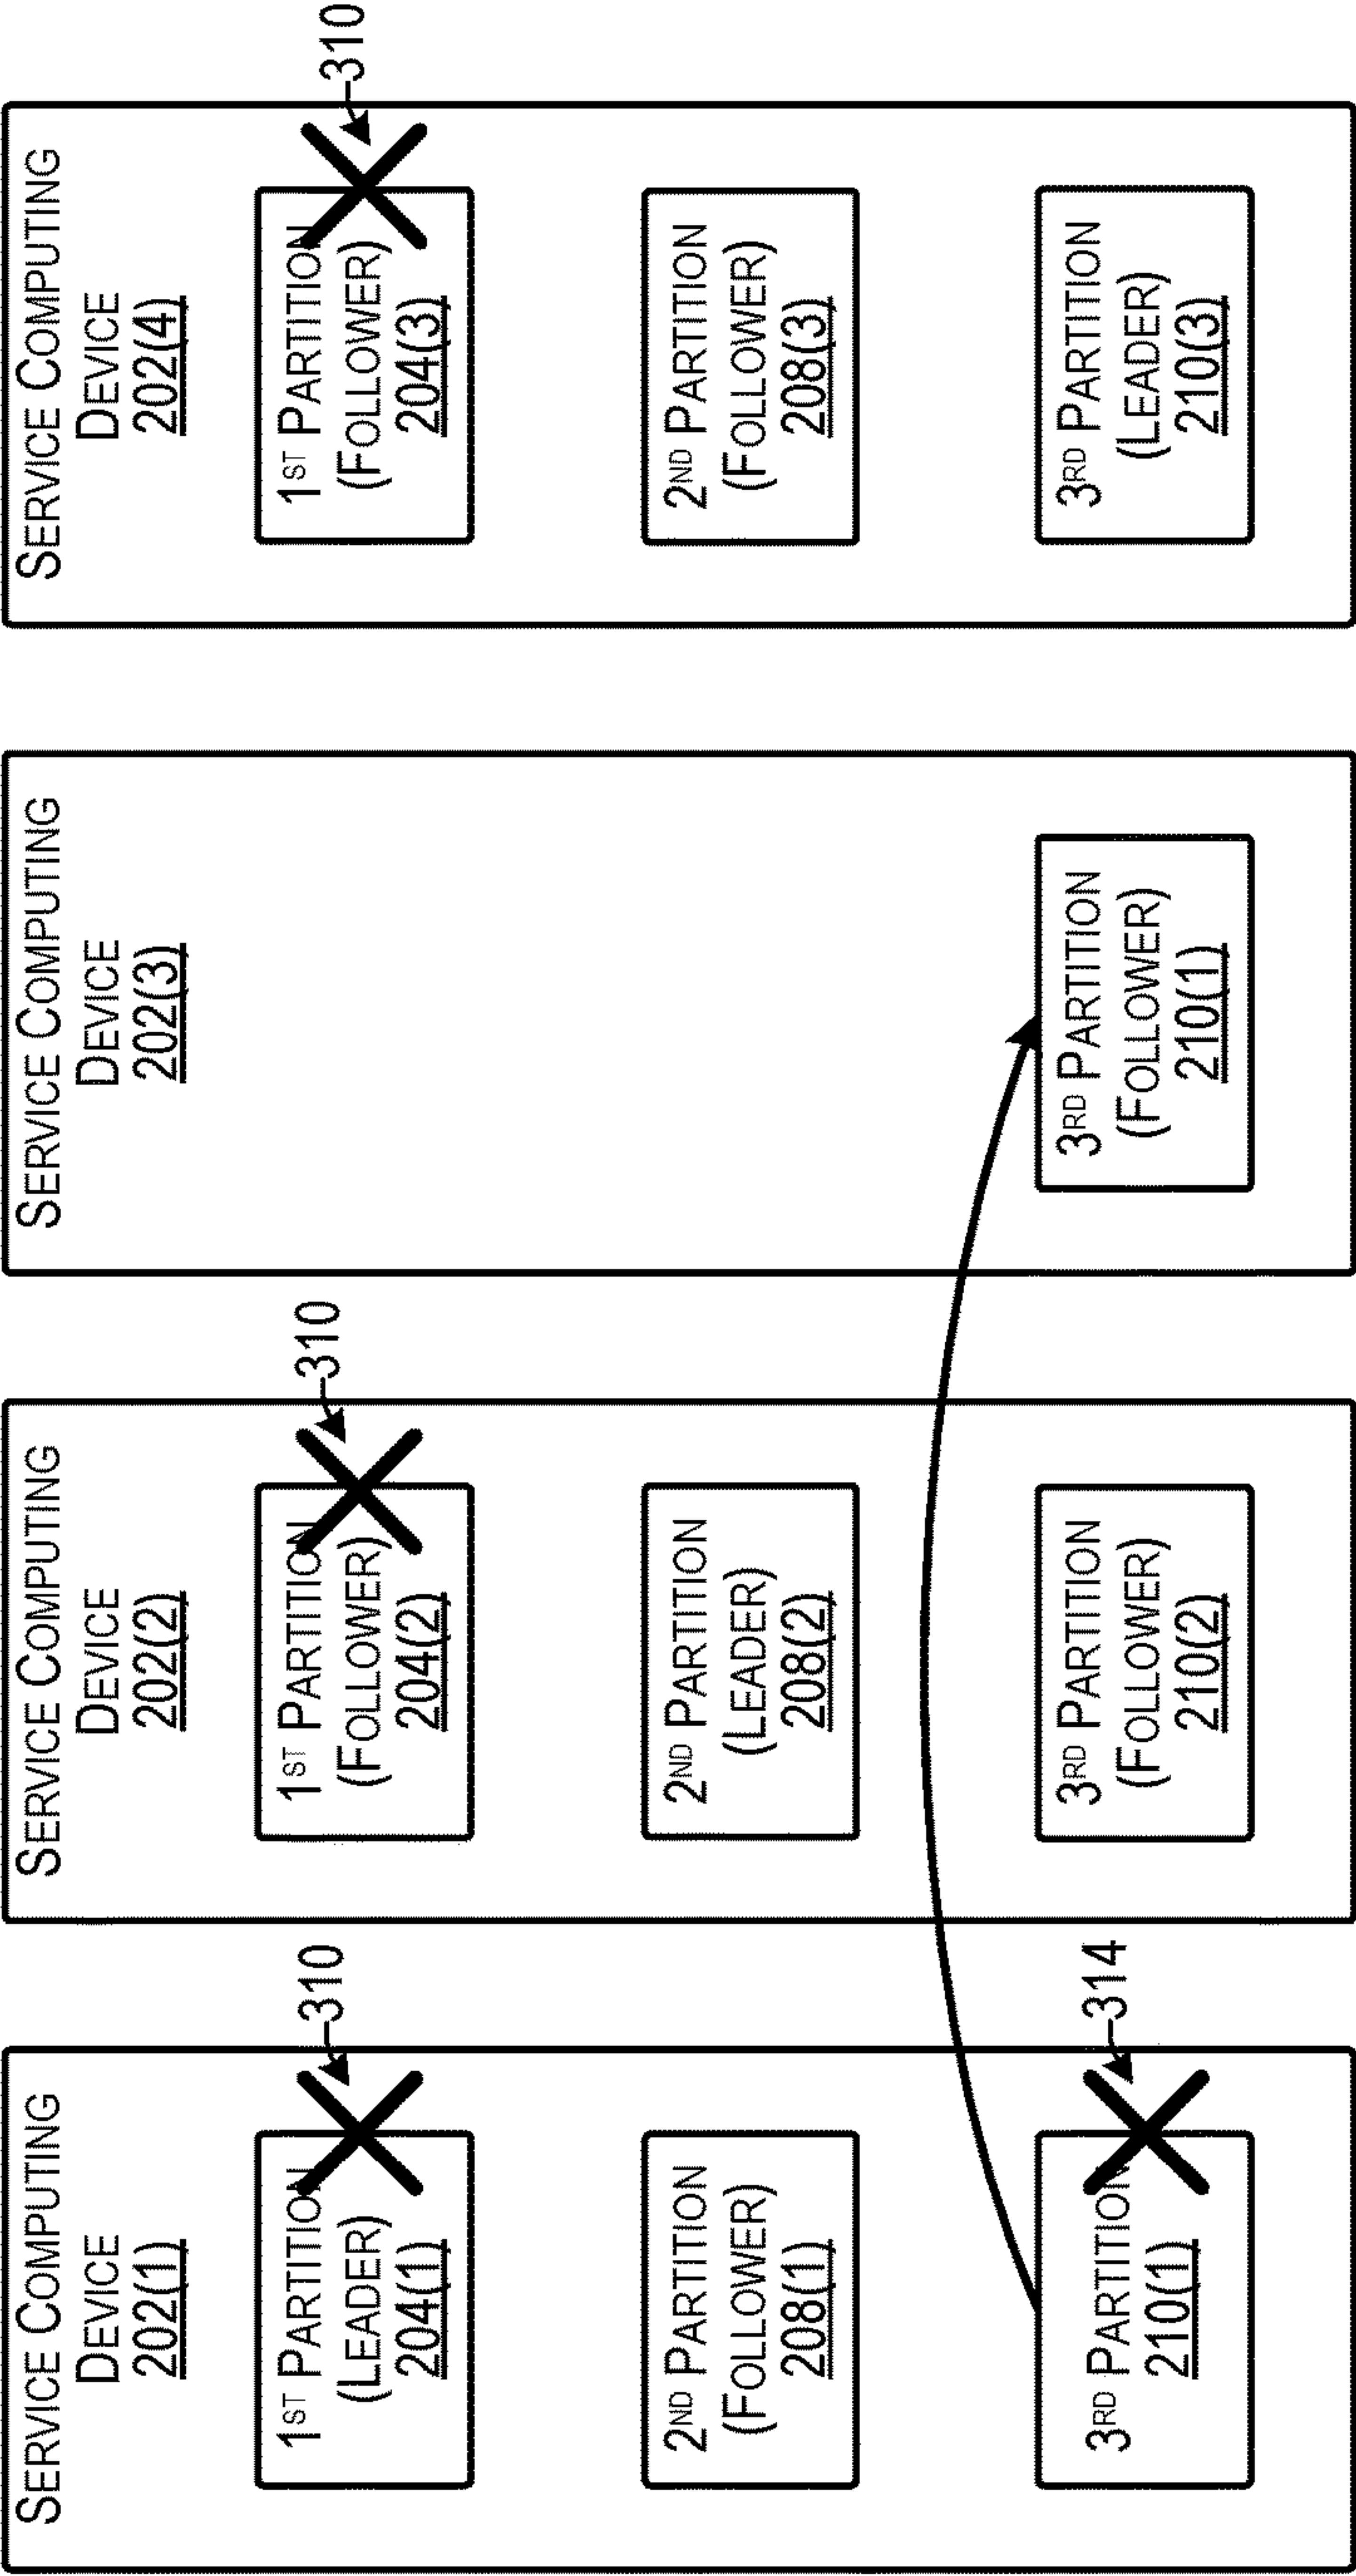 SERVICE COMPUTING
DEVICE
202(1)
1ST PARTITION
(LEADER)
204(1)
310
2ND PARTITION
(FOLLOWER)
208(1)
3RD PARTITION
210(1)
314
SERVICE COMPUTING
DEVICE
202(2)
1ST PARTITION
(FOLLOWER)
204(2)
310
2ND PARTITION
(LEADER)
208(2)
3RD PARTITION
(FOLLOWER)
210(2)
SERVICE COMPUTING
DEVICE
202(3)
3RD PARTITION
(FOLLOWER)
210(1)
SERVICE COMPUTING
DEVICE
202(4)
1ST PARTITION
(FOLLOWER)
204(3)
310
2ND PARTITION
(FOLLOWER)
208(3)
3RD PARTITION
(LEADER)
210(3)